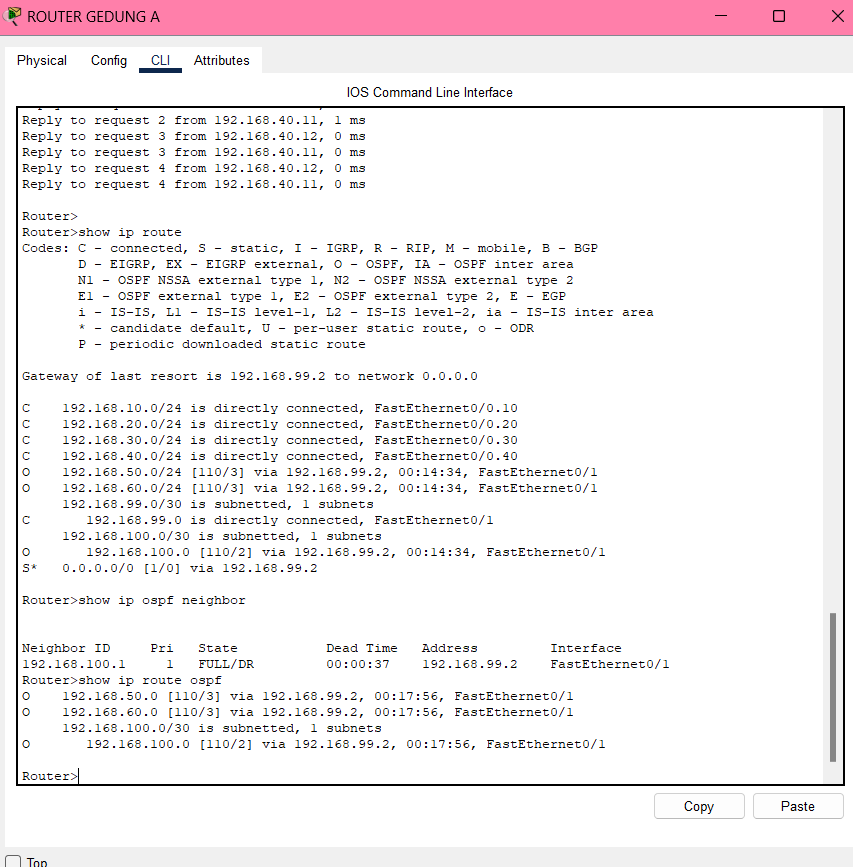 ROUTER GEDUNG A
Physical Config CLI Attributes
IOS Command Line Interface
Reply to request 2 from 192.168.40.11, 1 ms
Reply to request 3 from 192.168.40.12, 0 ms
Reply to request 3 from 192.168.40.11, 0 ms
Reply to request 4 from 192.168.40.12, 0 ms
Reply to request 4 from 192.168.40.11, 0 ms
Router>
Router>show ip route
Codes: C - connected, S - static, I - IGRP, R - RIP, M - mobile, B - BGP
D - EIGRP, EX - EIGRP external, O - OSPF, IA - OSPF inter area
N1 - OSPF NSSA external type 1, N2 - OSPF NSSA external type 2
E1 - OSPF external type 1, E2 - OSPF external type 2, E - EGP
i - IS-IS, L1 - IS-IS level-1, L2 - IS-IS level-2, ia - IS-IS inter area
* - candidate default, U - per-user static route, o - ODR
P - periodic downloaded static route
Gateway of last resort is 192.168.99.2 to network 0.0.0.0
C 192.168.10.0/24 is directly connected, FastEthernet0/0.10
C 192.168.20.0/24 is directly connected, FastEthernet0/0.20
C 192.168.30.0/24 is directly connected, FastEthernet0/0.30
C 192.168.40.0/24 is directly connected, FastEthernet0/0.40
O 192.168.50.0/24 [110/3] via 192.168.99.2, 00:14:34, FastEthernet0/1
O 192.168.60.0/24 [110/3] via 192.168.99.2, 00:14:34, FastEthernet0/1
192.168.99.0/30 is subnetted, 1 subnets
C 192.168.99.0 is directly connected, FastEthernet0/1
192.168.100.0/30 is subnetted, 1 subnets
O 192.168.100.0 [110/2] via 192.168.99.2, 00:14:34, FastEthernet0/1
S* 0.0.0.0/0 [1/0] via 192.168.99.2
Router>show ip ospf neighbor
Neighbor ID Pri State Dead Time Address Interface
192.168.100.1 1 FULL/DR 00:00:37 192.168.99.2 FastEthernet0/1
Router>show ip route ospf
O 192.168.50.0 [110/3] via 192.168.99.2, 00:17:56, FastEthernet0/1
O 192.168.60.0 [110/3] via 192.168.99.2, 00:17:56, FastEthernet0/1
192.168.100.0/30 is subnetted, 1 subnets
O 192.168.100.0 [110/2] via 192.168.99.2, 00:17:56, FastEthernet0/1
Router>
Copy Paste
Top